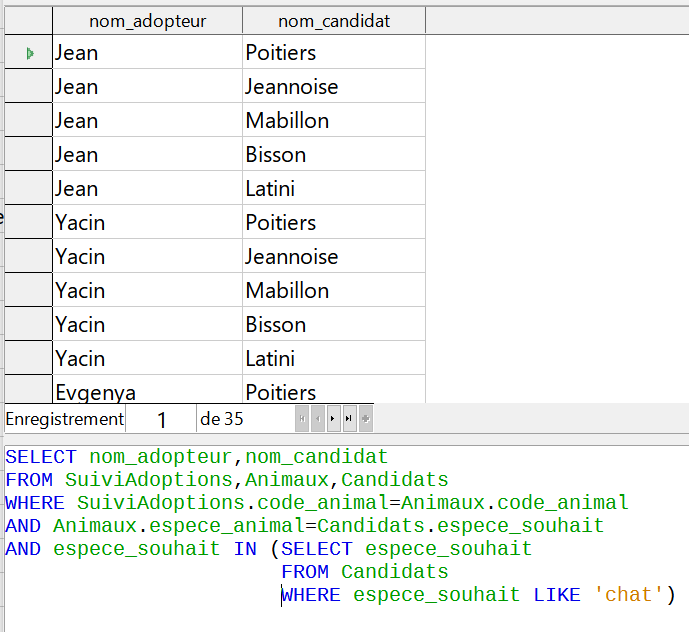 nom_adopteur nom_candidat
Jean Poitiers
Jean Jeannoise
Jean Mabillon
Jean Bisson
Jean Latini
Yacin Poitiers
Yacin Jeannoise
Yacin Mabillon
Yacin Bisson
Yacin Latini
Evgenya Poitiers
Enregistrement 1 de 35
SELECT nom_adopteur,nom_candidat
FROM SuiviAdoptions,Animaux,Candidats
WHERE SuiviAdoptions.code_animal=Animaux.code_animal
AND Animaux.espece_animal=Candidats.espece_souhait
AND espece_souhait IN (SELECT espece_souhait
FROM Candidats
WHERE espece_souhait LIKE 'chat')